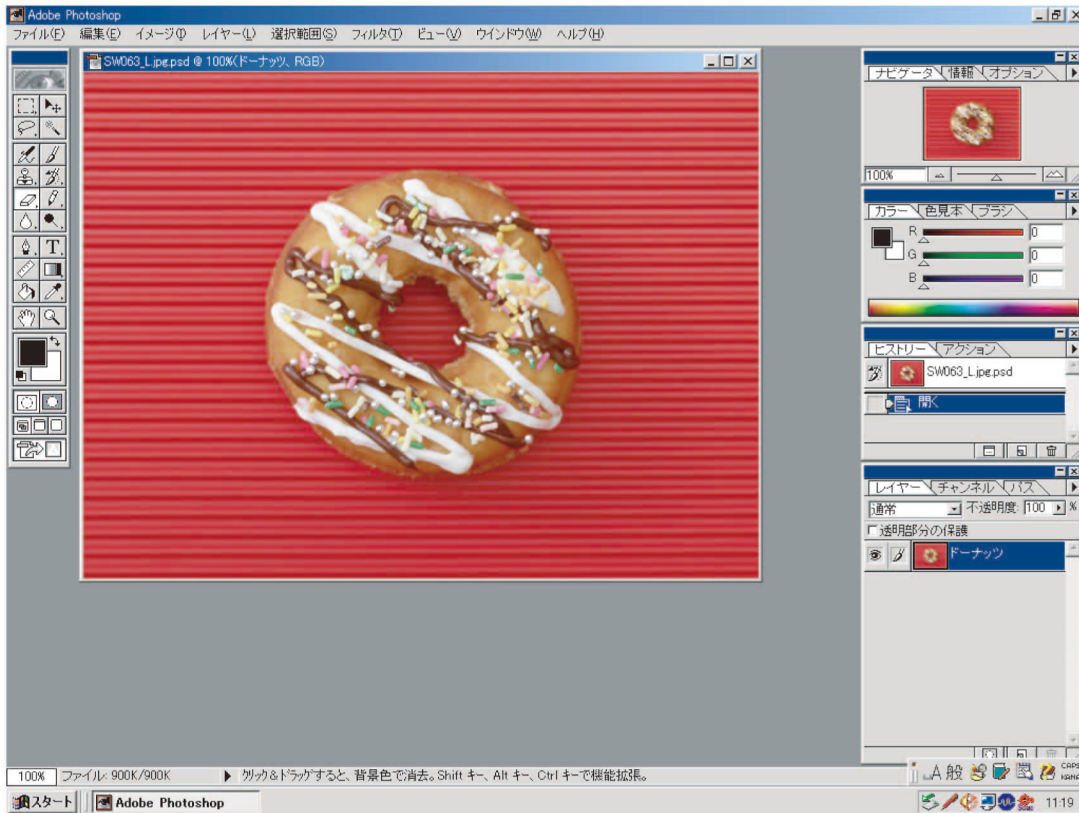 Adobe Photoshop
ファイル(F) 編集(E) イメージ(I) レイヤー(L) 選択範囲(S) フィルタ(T) ビュー(V) ウインドウ(W) ヘルプ(H)
SW063_L.jpg.psd @ 100%(ドーナッツ、RGB)
ナビゲータ 情報 オプション
100%
カラー 色見本 ブラシ
R 0
G 0
B 0
ヒストリー アクション
SW063_L.jpg.psd
開く
レイヤー チャンネル パス
通常 不透明度: 100 %
透明部分の保護
ドーナッツ
T
100% ファイル: 900K/900K クリック&ドラッグすると、背景色で消去。Shift キー、Alt キー、Ctrl キーで機能拡張。
A 般 CAPS
KANA
スタート Adobe Photoshop 11:19